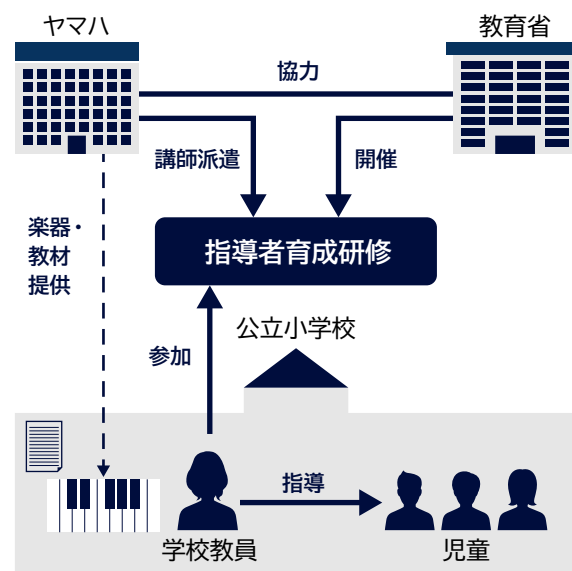 ヤマハ
教育省
協力
講師派遣
開催
楽器・
教材
提供
指導者育成研修
公立小学校
参加
指導
学校教員
児童